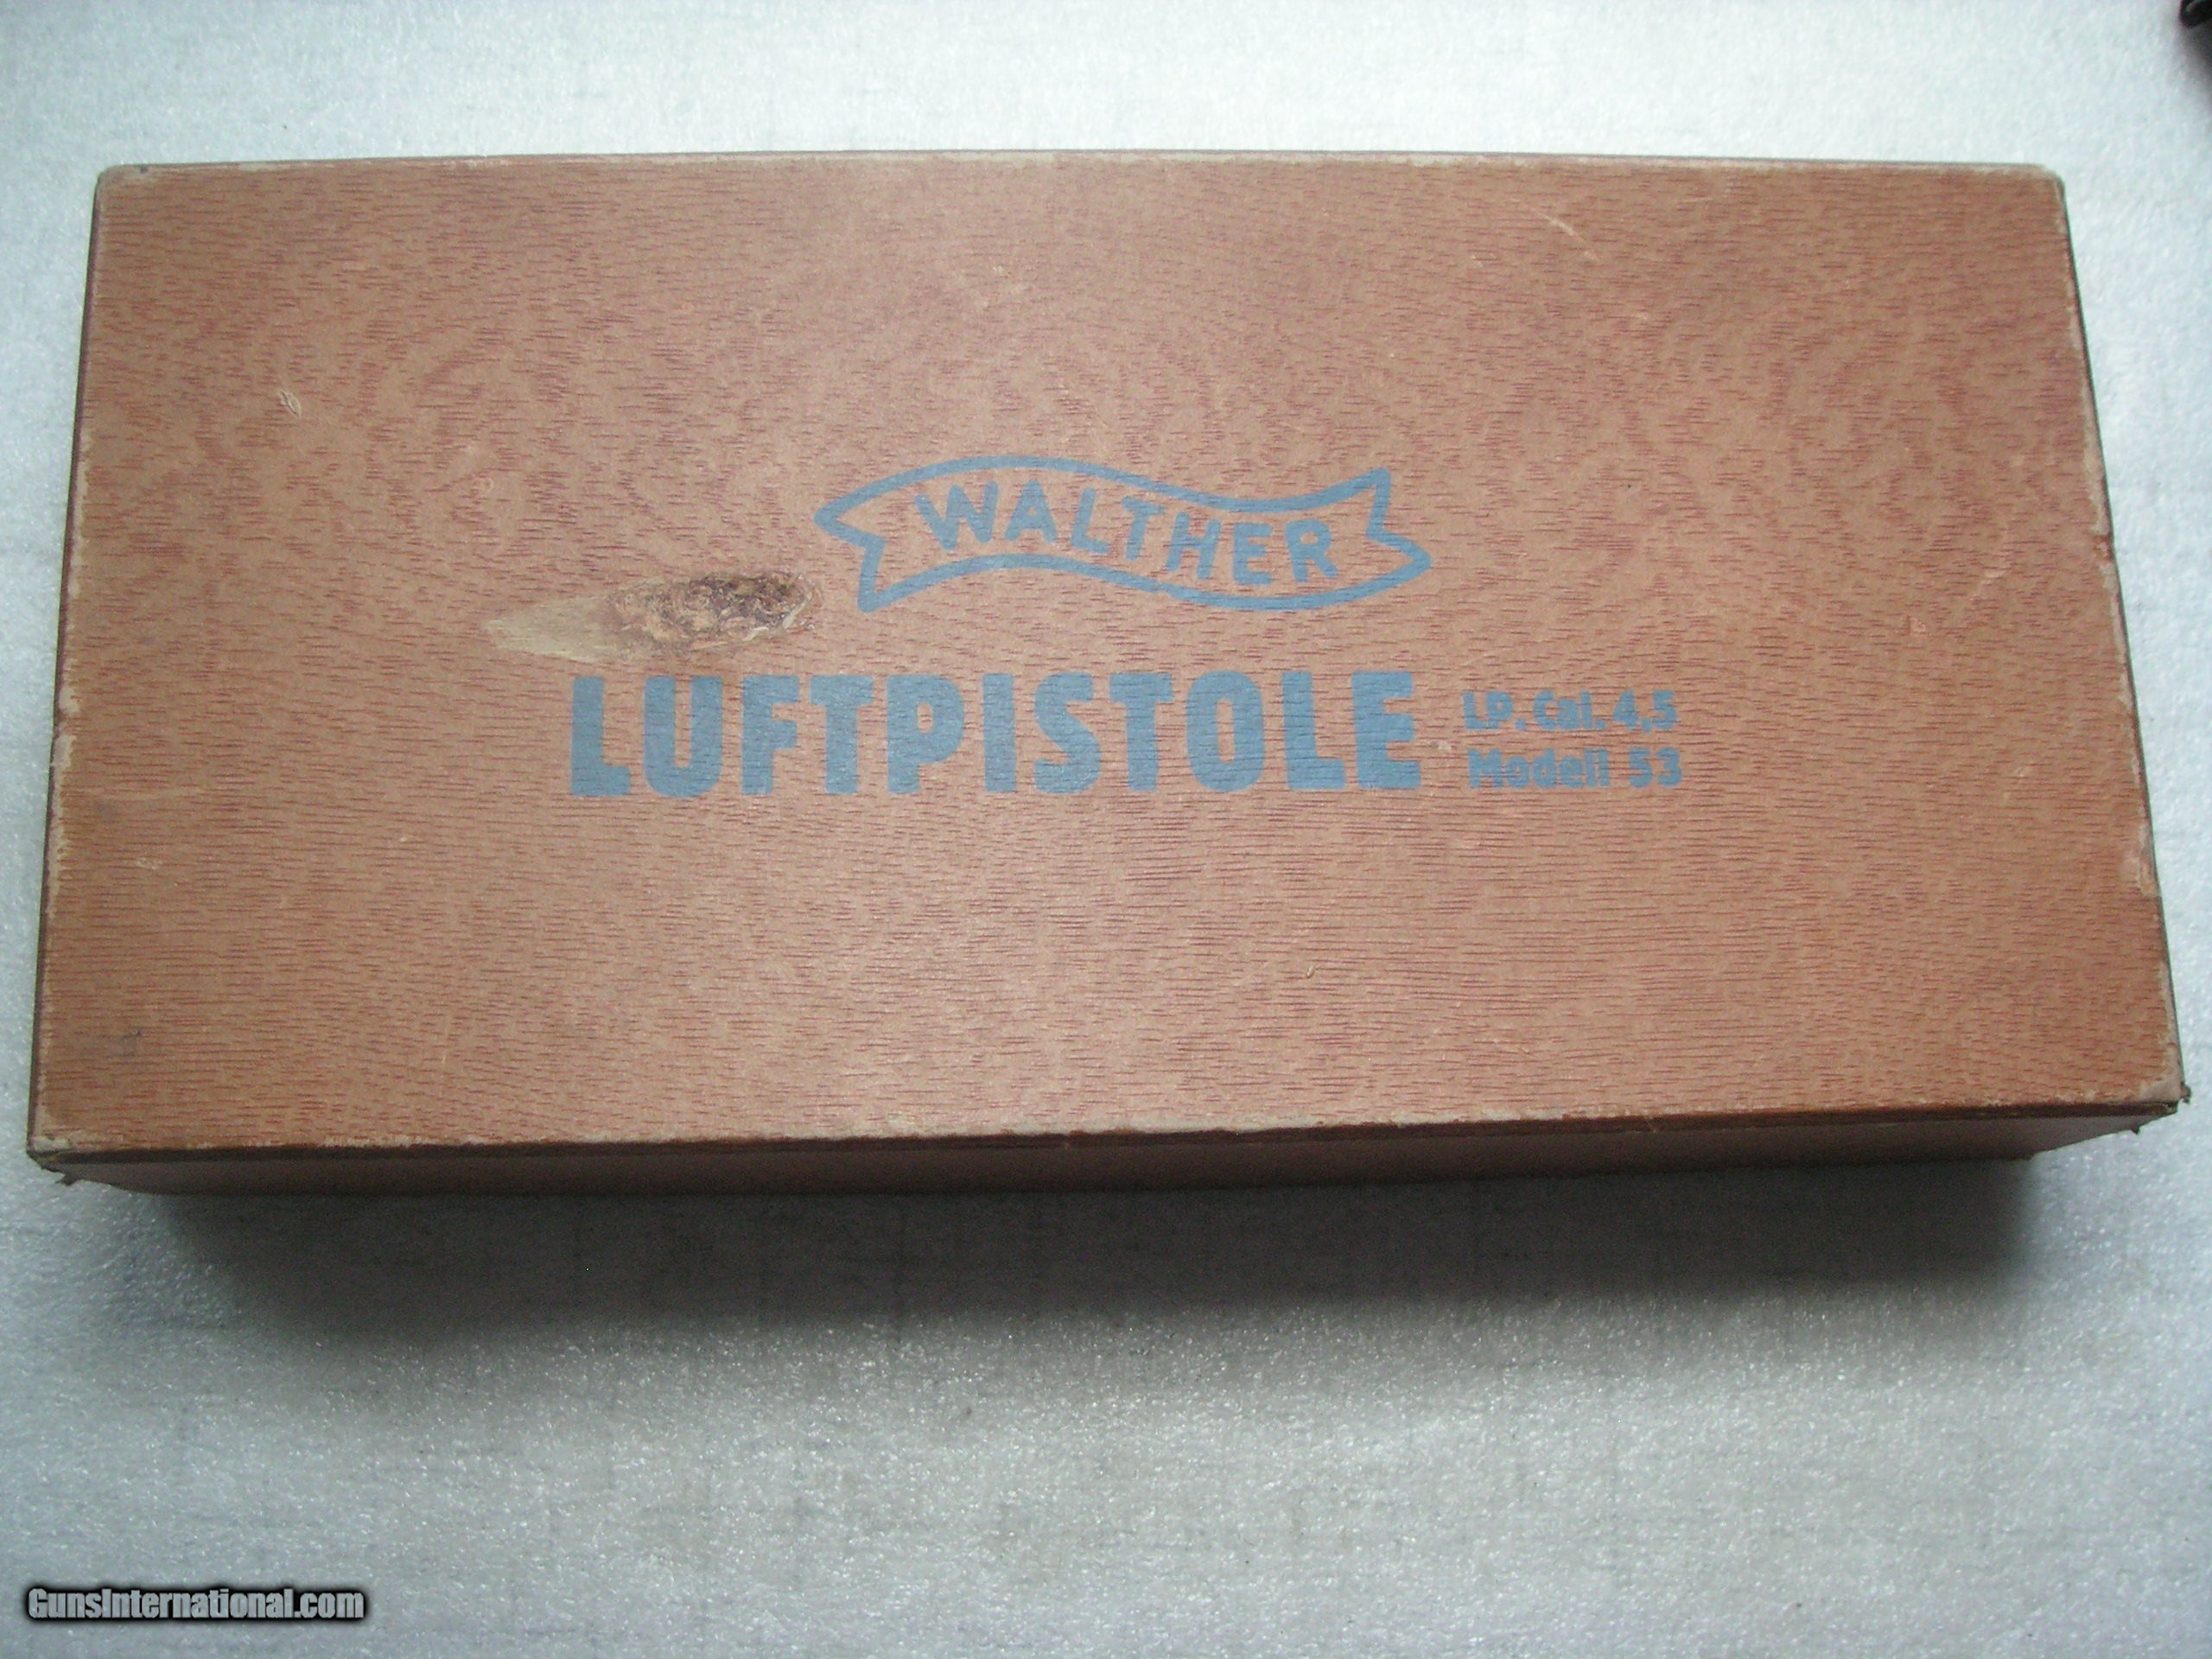 WALTHER
LUFTPISTOLE LP. Cal. 4,5
Modell 53
GunsInternational.com